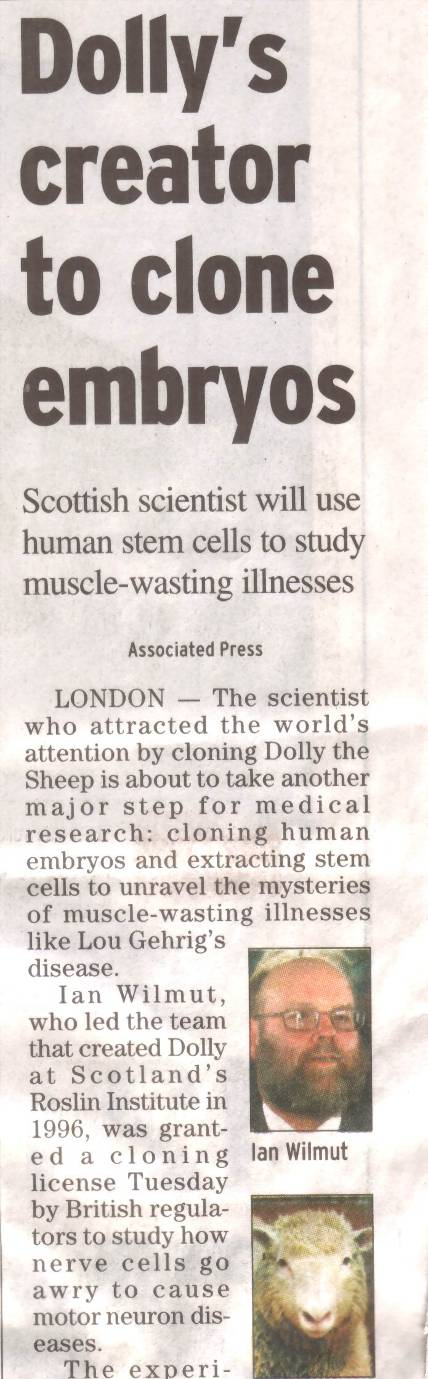 Dolly's
creator
to clone
embryos
Scottish scientist will use
human stem cells to study
muscle-wasting illnesses
Associated Press
LONDON — The scientist
who attracted the world's
attention by cloning Dolly the
Sheep is about to take another
major step for medical
research: cloning human
embryos and extracting stem
cells to unravel the mysteries
of muscle-wasting illnesses
like Lou Gehrig's
disease.
Ian Wilmut,
who led the team
that created Dolly
at Scotland's
Roslin Institute in
1996, was grant-
ed a cloning
license Tuesday
by British regula-
tors to study how
nerve cells go
awry to cause
motor neuron dis-
eases.
The experi-
Ian Wilmut